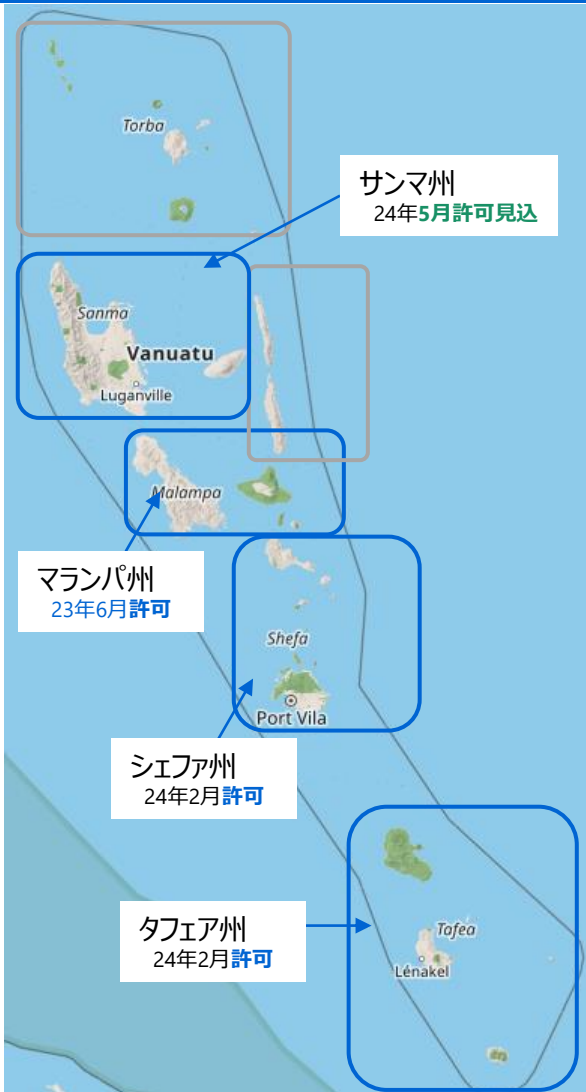 Torba
サンマ州
24年5月許可見込
Sanma
Vanuatu
Luganville
Malampa
マランパ州
23年6月許可
Shefa
Port Vila
シェファ州
24年2月許可
タフェア州
24年2月許可
Tafea
Lénakel